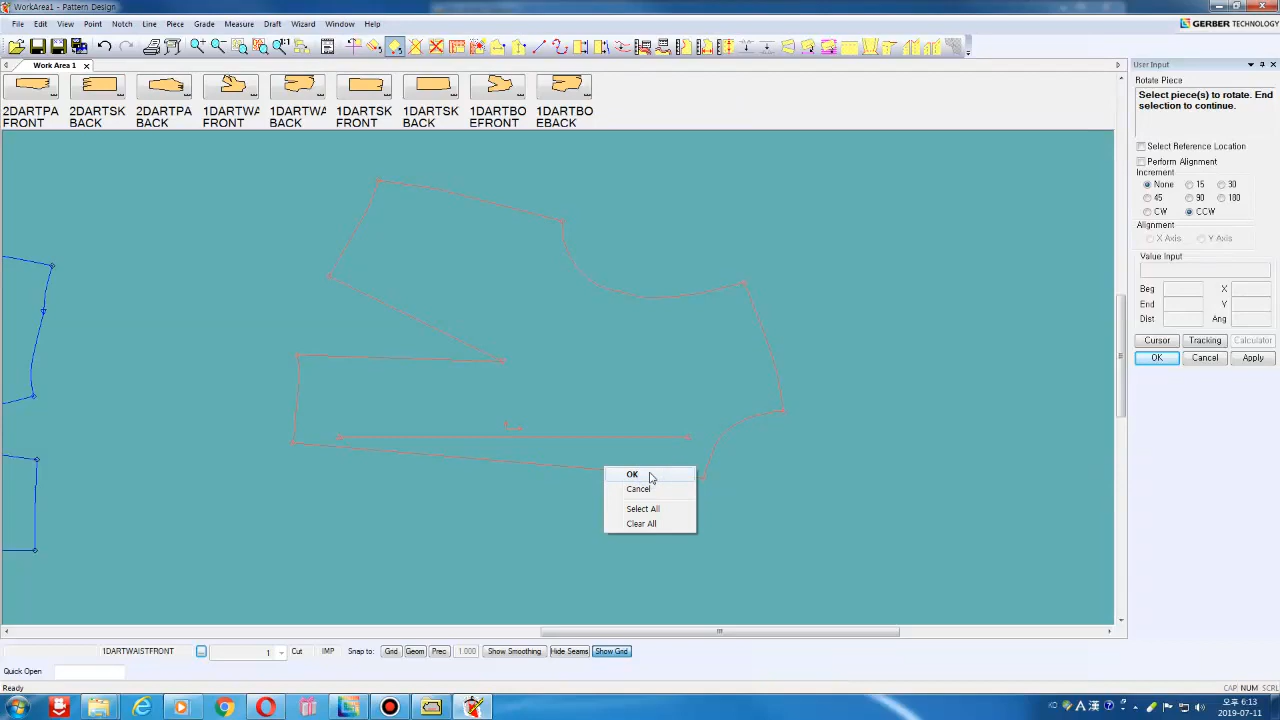 WorkArea1 - Pattern Design
File Edit View Point Notch Line Piece Grade Measure Draft Wizard Window Help
GERBER TECHNOLOGY
Work Area 1
User Input
2DARTPA FRONT
2DARTSK BACK
2DARTPA BACK
1DARTWA FRONT
1DARTWA BACK
1DARTSK FRONT
1DARTSK BACK
1DARTBO EFRONT
1DARTBO EBACK
Rotate Piece
Select piece(s) to rotate. End
selection to continue.
Select Reference Location
Perform Alignment
Increment
None 15 30
45 90 180
CW CCW
Alignment
X Axis Y Axis
Value Input
Beg X
End Y
Dist Ang
Cursor Tracking Calculator
OK Cancel Apply
OK
Cancel
Select All
Clear All
1DARTWAISTFRONT ... 1 Cut IMP Snap to: Grid Geom Prec 1.000 Show Smoothing Hide Seams Show Grid
Quick Open
Ready
CAP NUM SCRL
A 漢
오후 6:13
2019-07-11